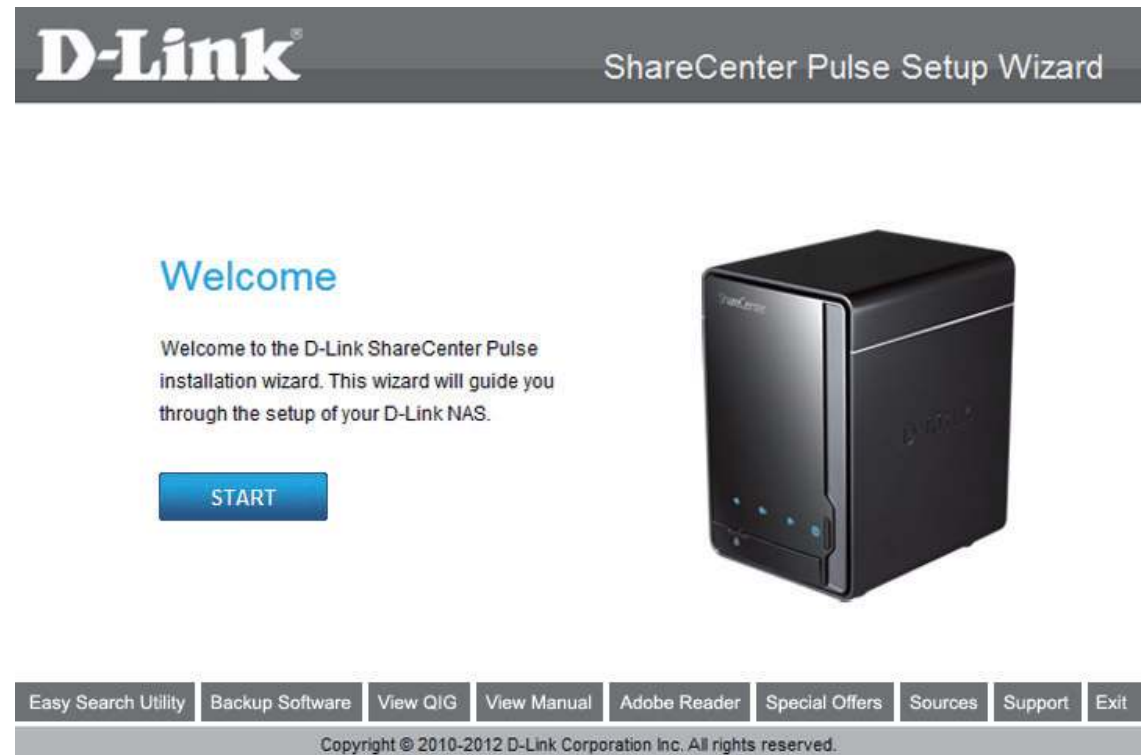 D-Link®
ShareCenter Pulse Setup Wizard
Welcome
Welcome to the D-Link ShareCenter Pulse
installation wizard. This wizard will guide you
through the setup of your D-Link NAS.
START
ShareCenter
D-Link
Easy Search Utility Backup Software View QIG View Manual Adobe Reader Special Offers Sources Support Exit
Copyright © 2010-2012 D-Link Corporation Inc. All rights reserved.